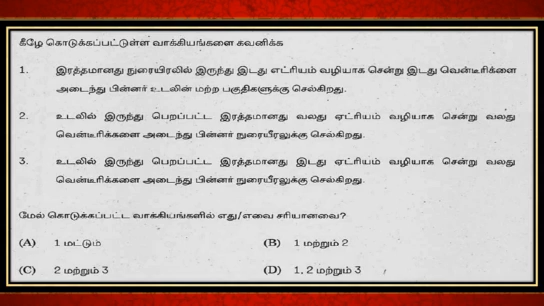 கீழே கொடுக்கப்பட்டுள்ள வாக்கியங்களை கவனிக்க
1. இரத்தமானது நுரையிரலில் இருந்து இடது எட்ரியம் வழியாக சென்று இடது வென்டீரிக்ளை
அடைந்து பின்னர் உடலின் மற்ற பகுதிகளுக்கு செல்கிறது.
2. உடலில் இருந்து பெறப்பட்ட இரத்தமானது வலது ஏட்ரியம் வழியாக சென்று வலது
வென்டீரிக்களை அடைந்து பின்னர் நுரையீரலுக்கு செல்கிறது.
3. உடலில் இருந்து பெறப்பட்ட இரத்தமானது இடது ஏட்ரியம் வழியாக சென்று வலது
வென்டீரிக்களை அடைந்து பின்னர் நுரையீரலுக்கு செல்கிறது.
மேல் கொடுக்கப்பட்ட வாக்கியங்களில் எது/எவை சரியானவை?
(A) 1 மட்டும் (B) 1 மற்றும் 2
(C) 2 மற்றும் 3 (D) 1, 2 மற்றும் 3